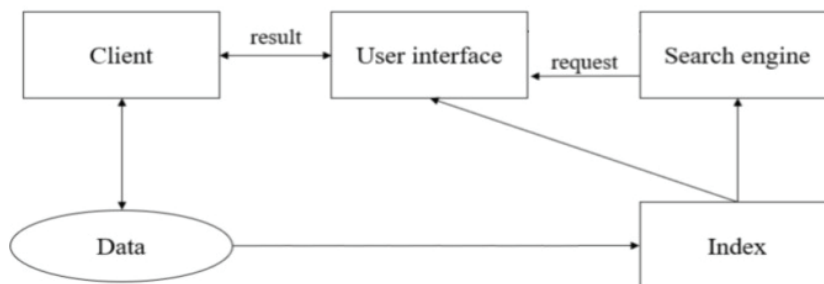 result
Client
User interface
request
Search engine
Data
Index